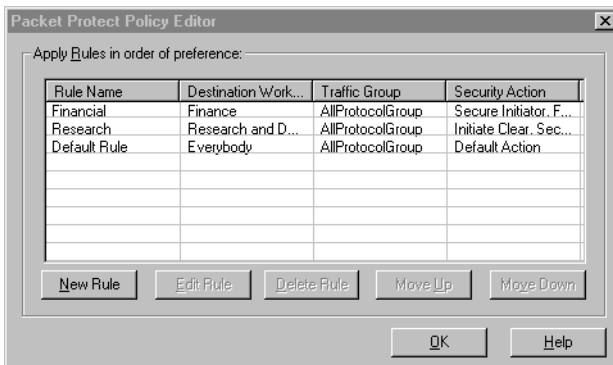 Packet Protect Policy Editor
Apply Rules in order of preference:
Rule Name Destination Work... Traffic Group Security Action
Financial Finance AllProtocolGroup Secure Initiator. F...
Research Research and D... AllProtocolGroup Initiate Clear. Sec...
Default Rule Everybody AllProtocolGroup Default Action
New Rule Edit Rule Delete Rule Move Up Move Down
OK Help